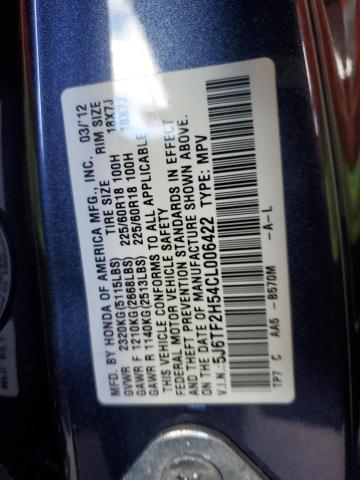 MFD. BY HONDA OF AMERICA MFG., INC. 03/'12
TIRE SIZE RIM SIZE
GVWR 2320KG(5115LBS) 225/60R18 100H 18X7J
GAWR F 1210KG(2668LBS) 225/60R18 100H 18X7J
GAWR R 1140KG(2513LBS)
THIS VEHICLE CONFORMS TO ALL APPLICABLE
FEDERAL MOTOR VEHICLE SAFETY AND
THEFT PREVENTION STANDARDS IN EFFECT
ON THE DATE OF MANUFACTURE SHOWN ABOVE.
V.I.N.: 5J6TF2H54CL006422 TYPE: MPV
TP7 C AA5 -B570M -A-L